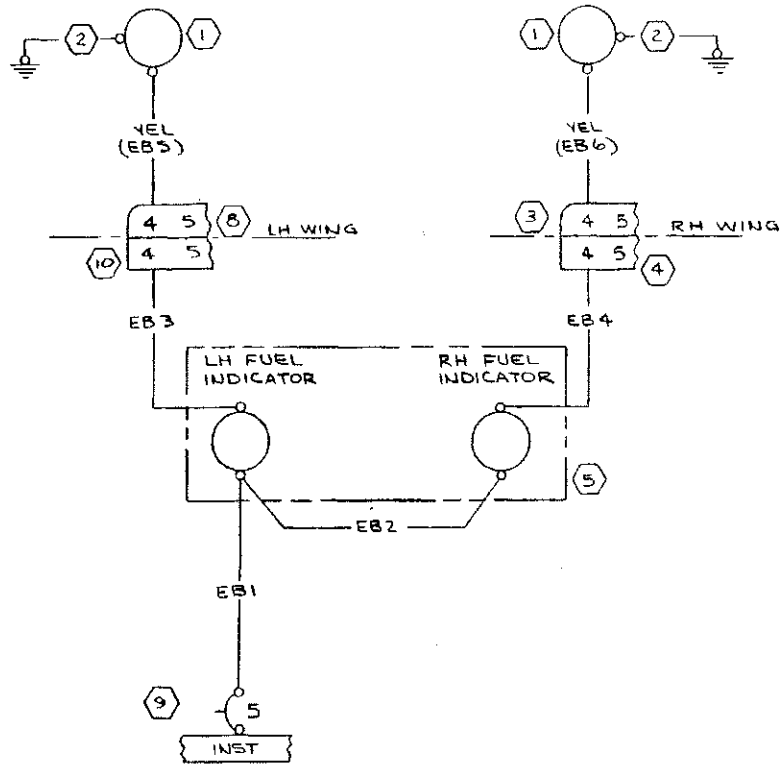 2
1
1
2
YEL
(EB5)
YEL
(EB6)
4 5
8
LH WING
3
4 5
RH WING
10
4 5
4 5
4
EB3
EB4
LH FUEL
INDICATOR
RH FUEL
INDICATOR
5
EB2
EB1
9
5
INST